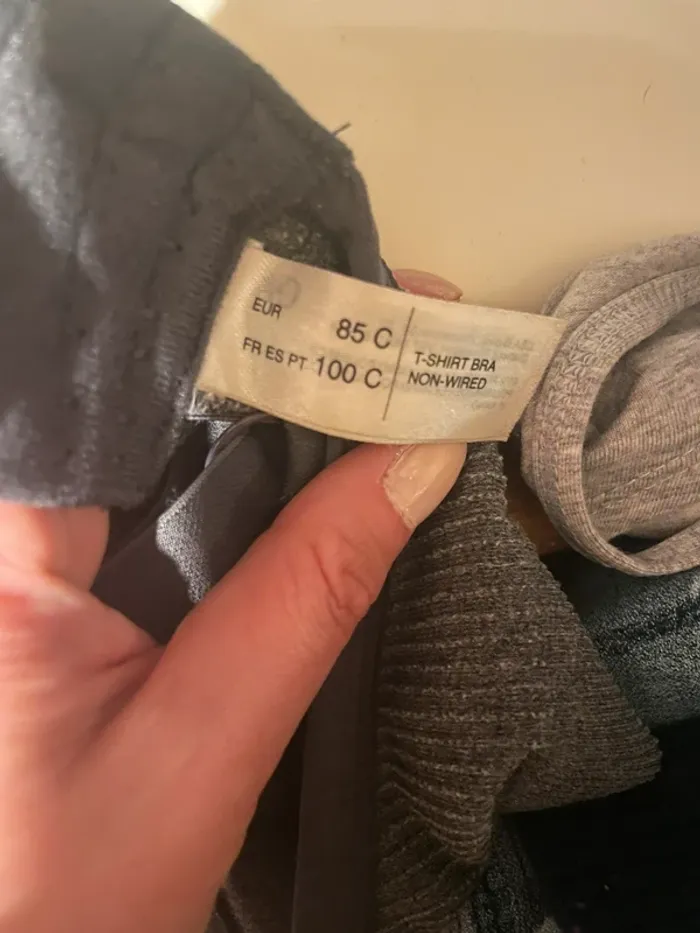 EUR 85 C
FR ES PT 100 C
T-SHIRT BRA
NON-WIRED